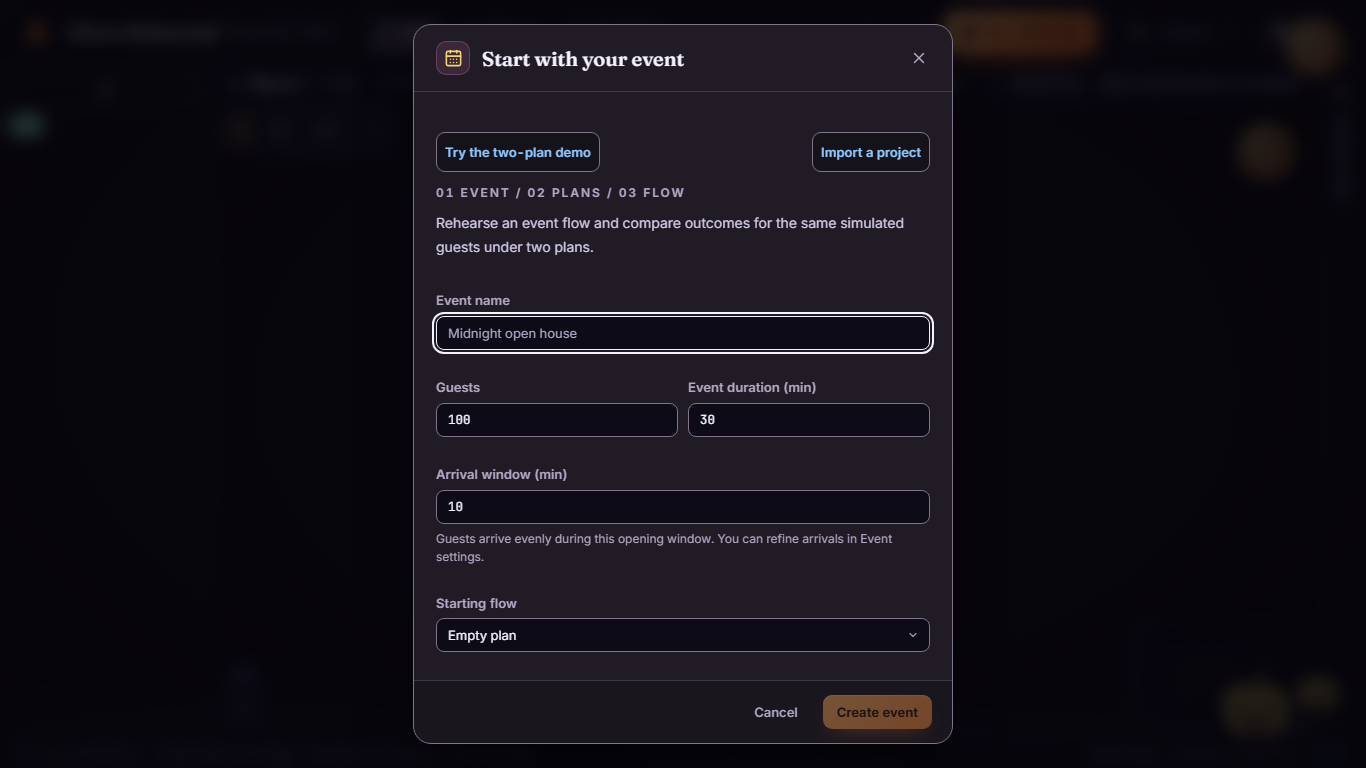 Start with your event
Try the two-plan demo
Import a project
01 EVENT / 02 PLANS / 03 FLOW
Rehearse an event flow and compare outcomes for the same simulated
guests under two plans.
Event name
Midnight open house
Guests
Event duration (min)
100
30
Arrival window (min)
10
Guests arrive evenly during this opening window. You can refine arrivals in Event
settings.
Starting flow
Empty plan
Cancel
Create event